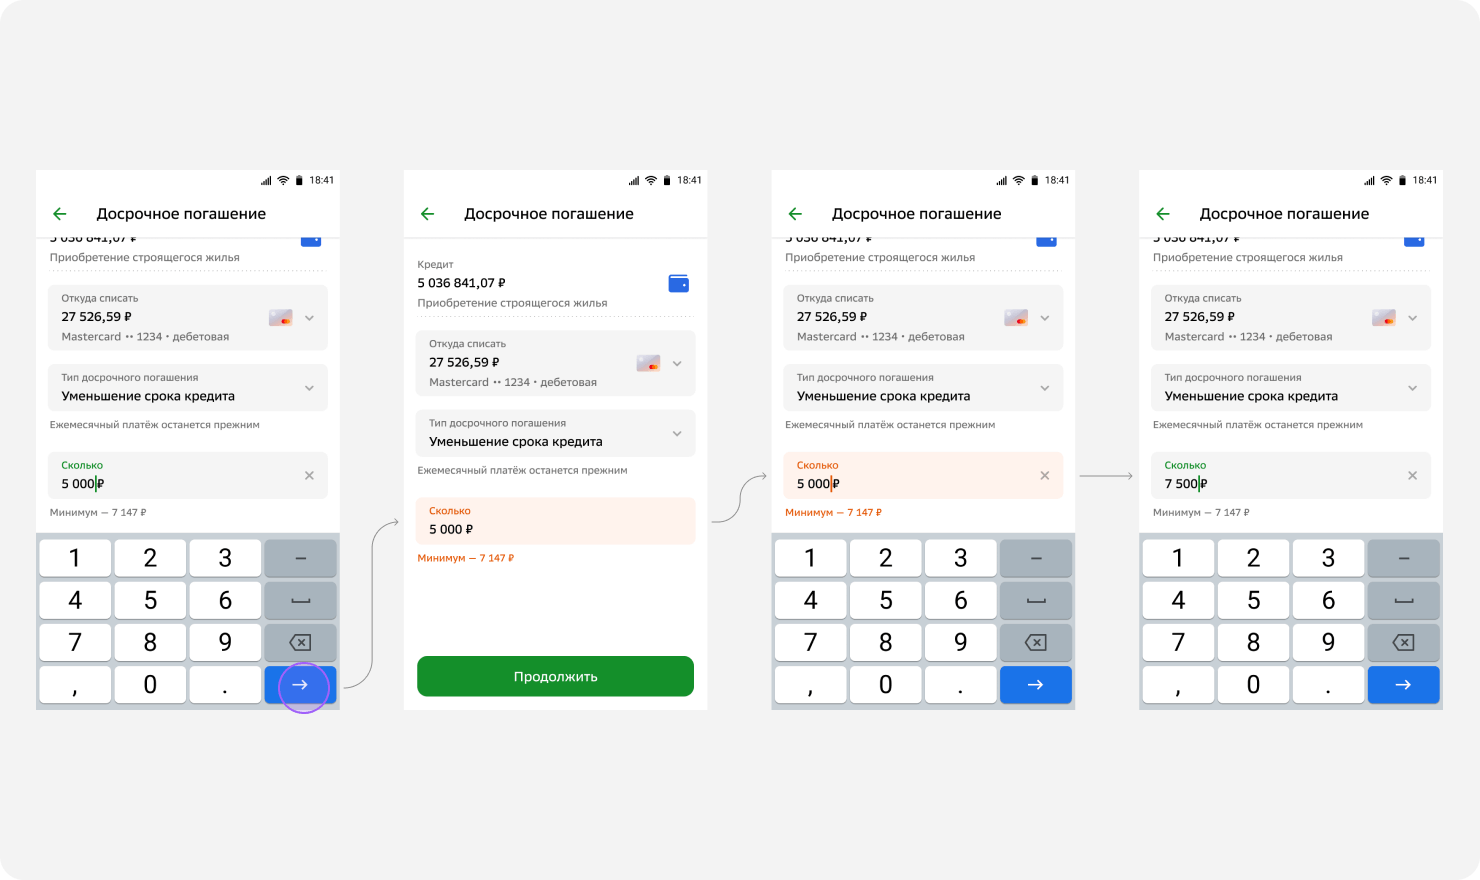 18:41
Досрочное погашение
5 036 841,07 ₽
Приобретение строящегося жилья
Откуда списать
27 526,59 ₽
Mastercard •• 1234 • дебетовая
Тип досрочного погашения
Уменьшение срока кредита
Ежемесячный платёж останется прежним
Сколько
5 000 ₽
Минимум — 7 147 ₽
1 2 3 –
4 5 6
7 8 9
, 0 .
18:41
Досрочное погашение
Кредит
5 036 841,07 ₽
Приобретение строящегося жилья
Откуда списать
27 526,59 ₽
Mastercard •• 1234 • дебетовая
Тип досрочного погашения
Уменьшение срока кредита
Ежемесячный платёж останется прежним
Сколько
5 000 ₽
Минимум — 7 147 ₽
Продолжить
18:41
Досрочное погашение
5 036 841,07 ₽
Приобретение строящегося жилья
Откуда списать
27 526,59 ₽
Mastercard •• 1234 • дебетовая
Тип досрочного погашения
Уменьшение срока кредита
Ежемесячный платёж останется прежним
Сколько
5 000 ₽
Минимум — 7 147 ₽
1 2 3 –
4 5 6
7 8 9
, 0 .
18:41
Досрочное погашение
5 036 841,07 ₽
Приобретение строящегося жилья
Откуда списать
27 526,59 ₽
Mastercard •• 1234 • дебетовая
Тип досрочного погашения
Уменьшение срока кредита
Ежемесячный платёж останется прежним
Сколько
7 500 ₽
Минимум — 7 147 ₽
1 2 3 –
4 5 6
7 8 9
, 0 .